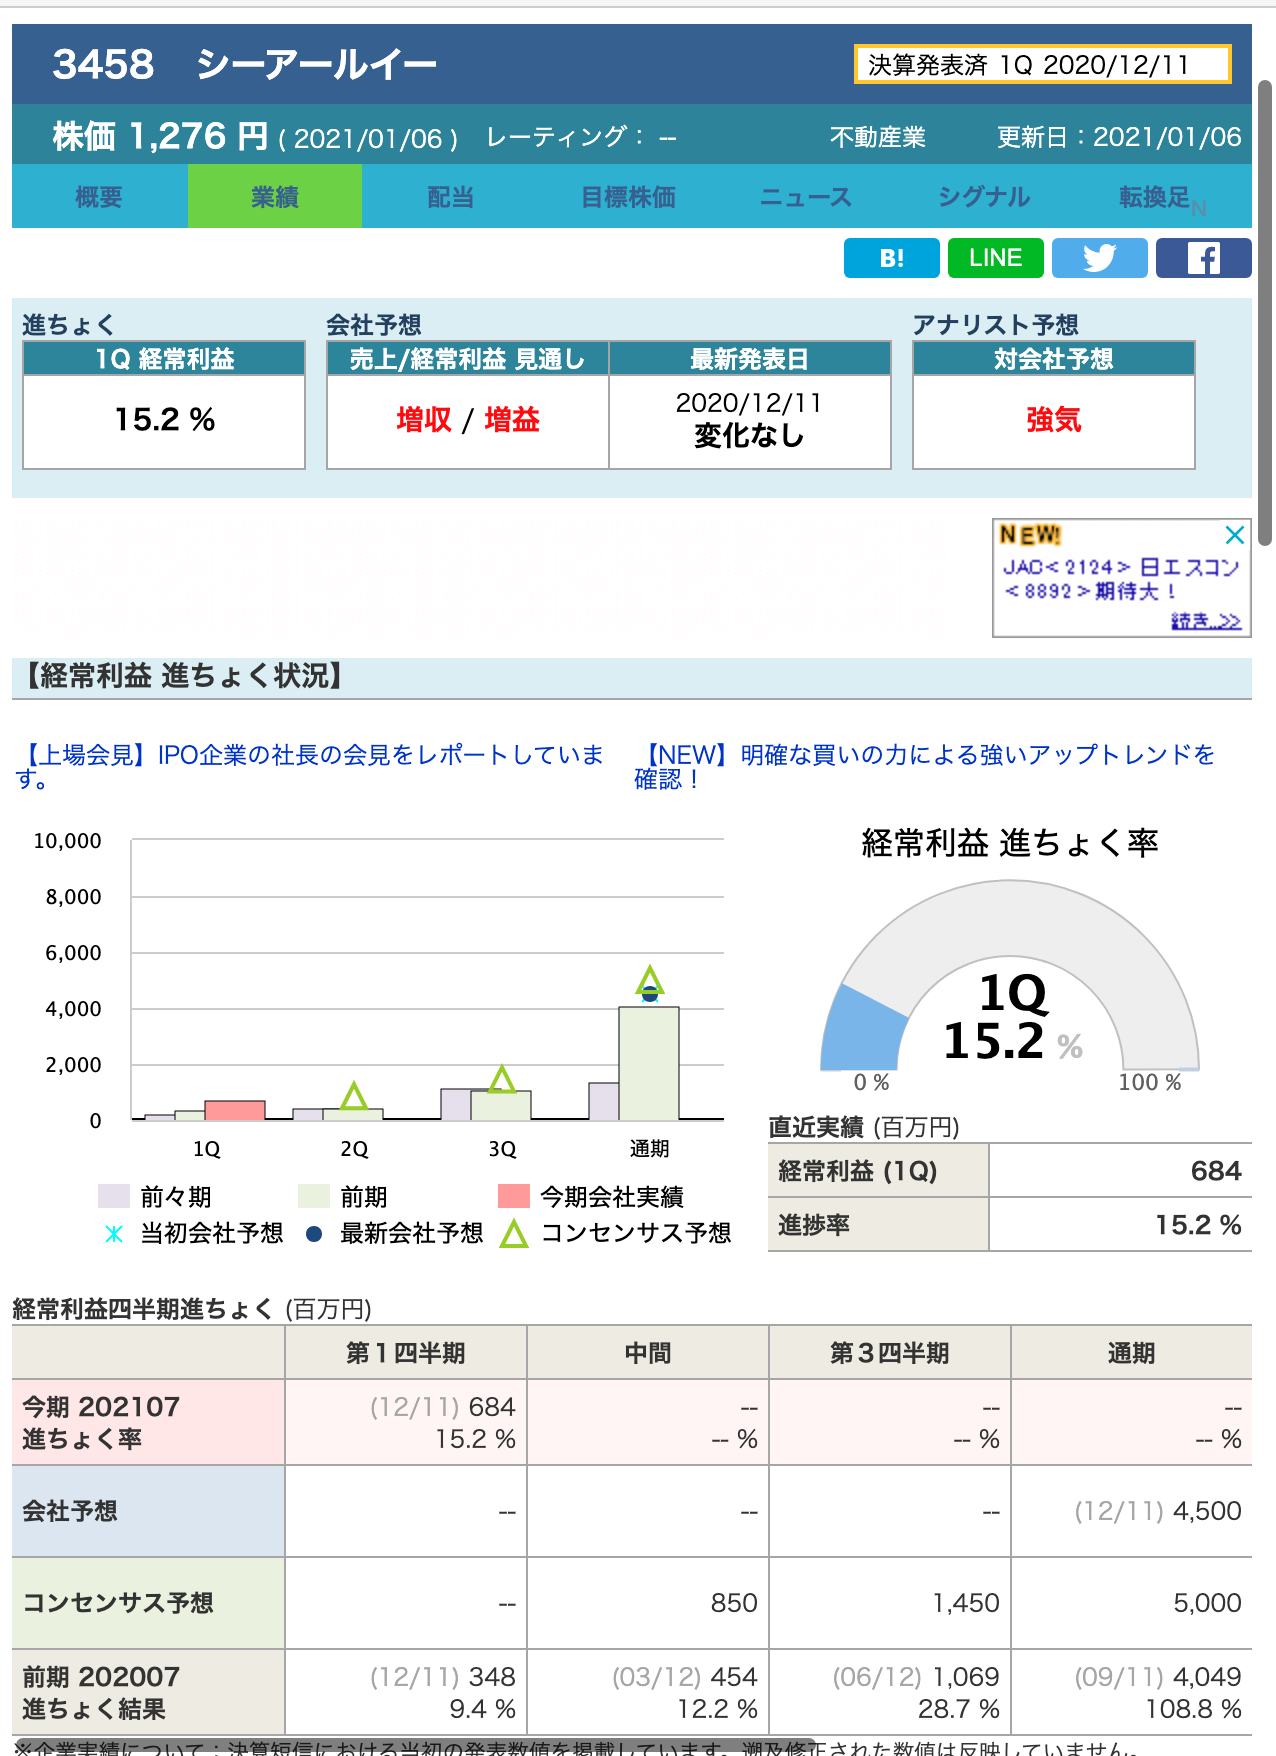 3458　シーアールイー
決算発表済 1Q 2020/12/11
株価 1,276 円 ( 2021/01/06 )　レーティング： --　不動産業　更新日：2021/01/06
概要　業績　配当　目標株価　ニュース　シグナル　転換足N
B!　LINE
進ちょく　会社予想　アナリスト予想
1Q 経常利益　売上/経常利益 見通し　最新発表日　対会社予想
15.2 %　増収 / 増益　2020/12/11　強気
変化なし
NEW!
JAC<2124>日エスコン
<8892>期待大！
続き..>>
【経常利益 進ちょく状況】
【上場会見】IPO企業の社長の会見をレポートしていま
す。
【NEW】明確な買いの力による強いアップトレンドを
確認！
10,000
8,000
6,000
4,000
2,000
0
1Q　2Q　3Q　通期
前々期　前期　今期会社実績
当初会社予想　最新会社予想　コンセンサス予想
経常利益 進ちょく率
1Q
15.2 %
0 %　100 %
直近実績 (百万円)
経常利益 (1Q)　684
進捗率　15.2 %
経常利益四半期進ちょく (百万円)
第１四半期　中間　第３四半期　通期
今期 202107　(12/11) 684　--　--　--
進ちょく率　15.2 %　-- %　-- %　-- %
会社予想　--　--　--　(12/11) 4,500
コンセンサス予想　--　850　1,450　5,000
前期 202007　(12/11) 348　(03/12) 454　(06/12) 1,069　(09/11) 4,049
進ちょく結果　9.4 %　12.2 %　28.7 %　108.8 %
※企業実績について：決算短信における当初の発表数値を掲載しています。遡及修正された数値は反映していません。